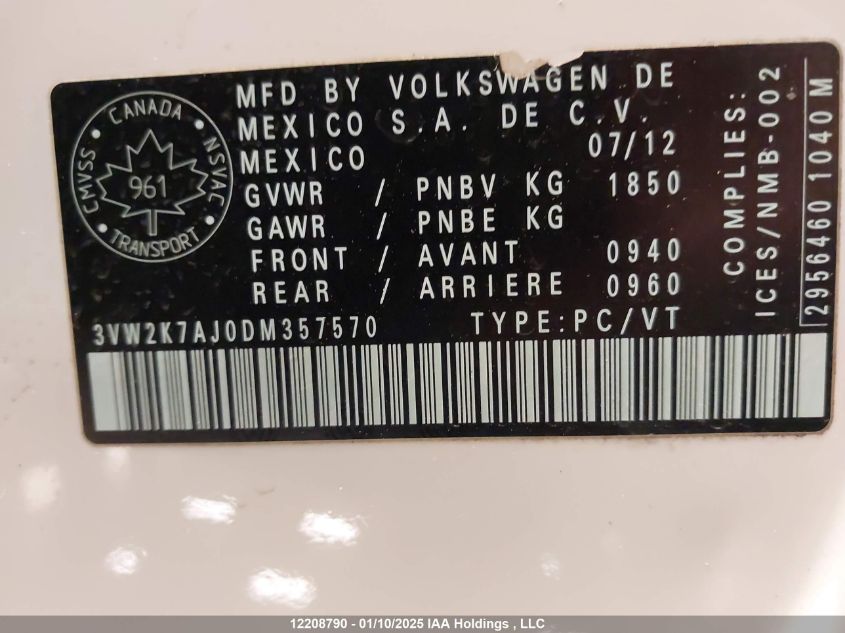 MFD BY VOLKSWAGEN DE
MEXICO S.A. DE C.V.
MEXICO 07/12
GVWR / PNBV KG 1850
GAWR / PNBE KG
FRONT / AVANT 0940
REAR / ARRIERE 0960
3VW2K7AJ0DM357570 TYPE:PC/VT
CANADA
CMVSS NSVAC
961
TRANSPORT
COMPLIES:
ICES/NMB-002
2956460 1040 M
12208790 - 01/10/2025 IAA Holdings , LLC